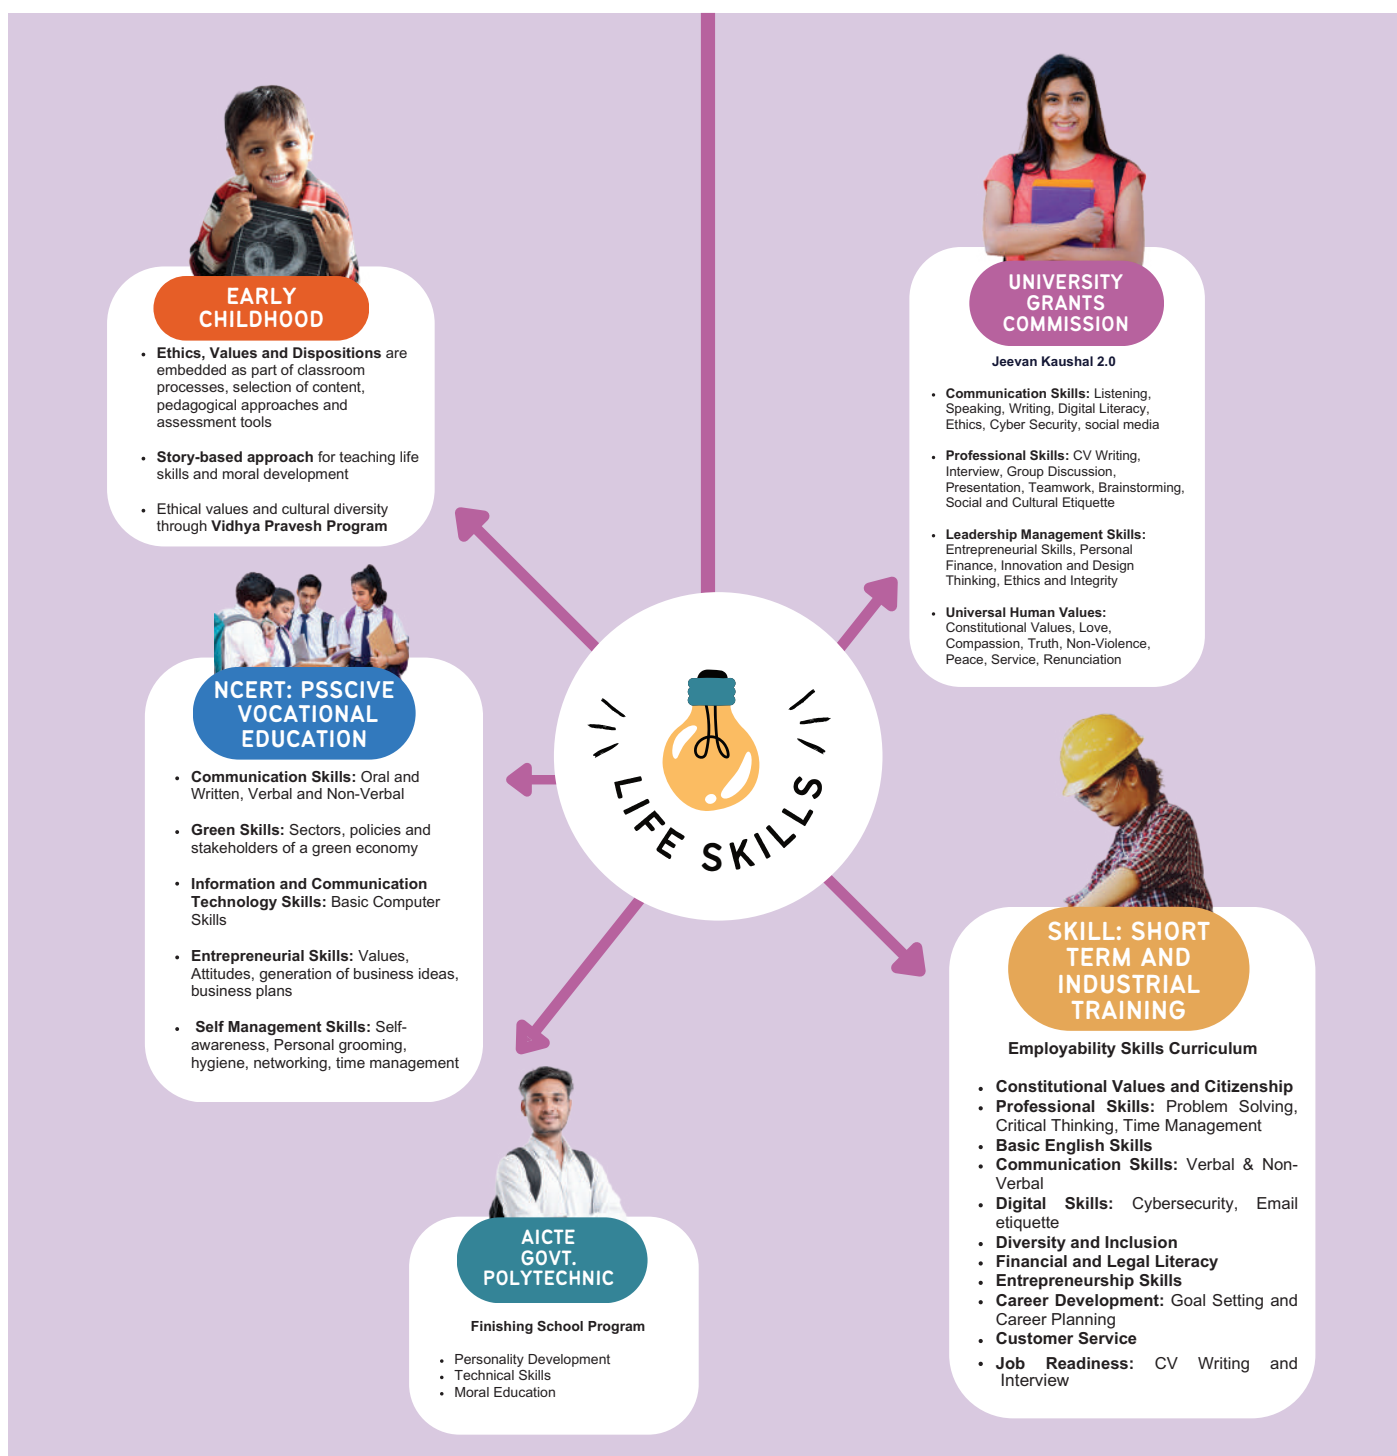 EARLY
CHILDHOOD
• Ethics, Values and Dispositions are
embedded as part of classroom
processes, selection of content,
pedagogical approaches and
assessment tools
• Story-based approach for teaching life
skills and moral development
• Ethical values and cultural diversity
through Vidhya Pravesh Program
UNIVERSITY
GRANTS
COMMISSION
Jeevan Kaushal 2.0
• Communication Skills: Listening,
Speaking, Writing, Digital Literacy,
Ethics, Cyber Security, social media
• Professional Skills: CV Writing,
Interview, Group Discussion,
Presentation, Teamwork, Brainstorming,
Social and Cultural Etiquette
• Leadership Management Skills:
Entrepreneurial Skills, Personal
Finance, Innovation and Design
Thinking, Ethics and Integrity
• Universal Human Values:
Constitutional Values, Love,
Compassion, Truth, Non-Violence,
Peace, Service, Renunciation
NCERT: PSSCIVE
VOCATIONAL
EDUCATION
• Communication Skills: Oral and
Written, Verbal and Non-Verbal
• Green Skills: Sectors, policies and
stakeholders of a green economy
• Information and Communication
Technology Skills: Basic Computer
Skills
• Entrepreneurial Skills: Values,
Attitudes, generation of business ideas,
business plans
• Self Management Skills: Self-
awareness, Personal grooming,
hygiene, networking, time management
LIFE SKILLS
SKILL: SHORT
TERM AND
INDUSTRIAL
TRAINING
Employability Skills Curriculum
• Constitutional Values and Citizenship
• Professional Skills: Problem Solving,
Critical Thinking, Time Management
• Basic English Skills
• Communication Skills: Verbal & Non-
Verbal
• Digital Skills: Cybersecurity, Email
etiquette
• Diversity and Inclusion
• Financial and Legal Literacy
• Entrepreneurship Skills
• Career Development: Goal Setting and
Career Planning
• Customer Service
• Job Readiness: CV Writing and
Interview
AICTE
GOVT.
POLYTECHNIC
Finishing School Program
• Personality Development
• Technical Skills
• Moral Education